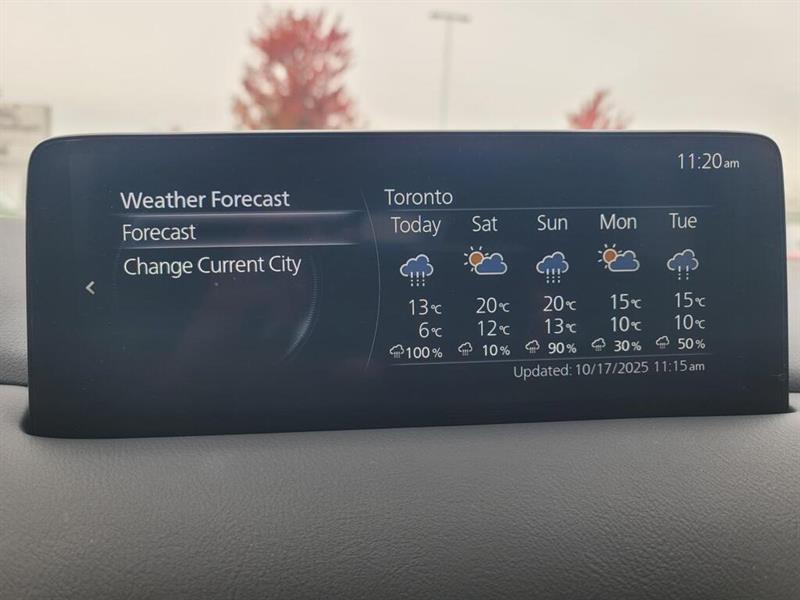 11:20am
Weather Forecast
Forecast
Change Current City
Toronto
Today Sat Sun Mon Tue
13°C 20°C 20°C 15°C 15°C
6°C 12°C 13°C 10°C 10°C
100% 10% 90% 30% 50%
Updated: 10/17/2025 11:15am